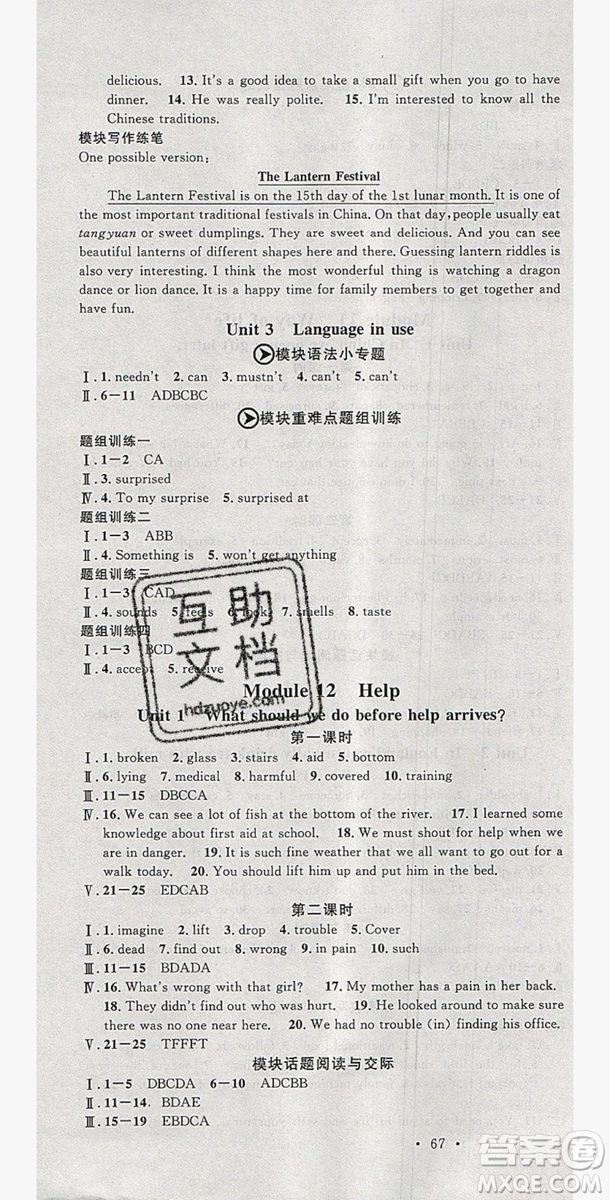 delicious. 13. It's a good idea to take a small gift when you go to have
dinner. 14. He was really polite. 15. I'm interested to know all the
Chinese traditions.
模块写作练笔
One possible version:
The Lantern Festival
The Lantern Festival is on the 15th day of the 1st lunar month. It is one of
the most important traditional festivals in China. On that day, people usually eat
tangyuan or sweet dumplings. They are sweet and delicious. And you can see
beautiful lanterns of different shapes here and there. Guessing lantern riddles is
also very interesting. I think the most wonderful thing is watching a dragon
dance or lion dance. It is a happy time for family members to get together and
have fun.
Unit 3 Language in use
模块语法小专题
Ⅰ. 1. needn't 2. can 3. mustn't 4. can't 5. can't
Ⅱ. 6—11 ADBCBC
模块重难点题组训练
题组训练一
Ⅰ. 1—2 CA
Ⅱ. 3. surprised
Ⅳ. 4. To my surprise 5. surprised at
题组训练二
Ⅰ. 1—3 ABB
Ⅱ. 4. Something is 5. won't get anything
题组训练三
Ⅰ. 1—3 CAD
Ⅱ. 4. sounds 5. feels 6. look 7. smells 8. taste
题组训练四
Ⅰ. 1—3 BCD
Ⅱ. 4. accept 5. receive
互助文档
hdzuoye.com
Module 12 Help
Unit 1 What should we do before help arrives?
第一课时
Ⅰ. 1. broken 2. glass 3. stairs 4. aid 5. bottom
Ⅱ. 6. lying 7. medical 8. harmful 9. covered 10. training
Ⅲ. 11—15 DBCCA
Ⅳ. 16. We can see a lot of fish at the bottom of the river. 17. I learned some
knowledge about first aid at school. 18. We must shout for help when we
are in danger. 19. It is such fine weather that we all want to go out for a
walk today. 20. You should lift him up and put him in the bed.
Ⅴ. 21—25 EDCAB
第二课时
Ⅰ. 1. imagine 2. lift 3. drop 4. trouble 5. Cover
Ⅱ. 6. dead 7. find out 8. wrong 9. in pain 10. such
Ⅲ. 11—15 BDADA
Ⅳ. 16. What's wrong with that girl? 17. My mother has a pain in her back.
18. They didn't find out who was hurt. 19. He looked around to make sure
there was no one near him. 20. We had no trouble (in) finding his office.
Ⅴ. 21—25 TFFFT
模块话题阅读与交际
Ⅰ. 1—5 DBCDA 6—10 ADCBB
Ⅱ. 11—14 BDAE
Ⅲ. 15—19 EBDCA
· 67 ·